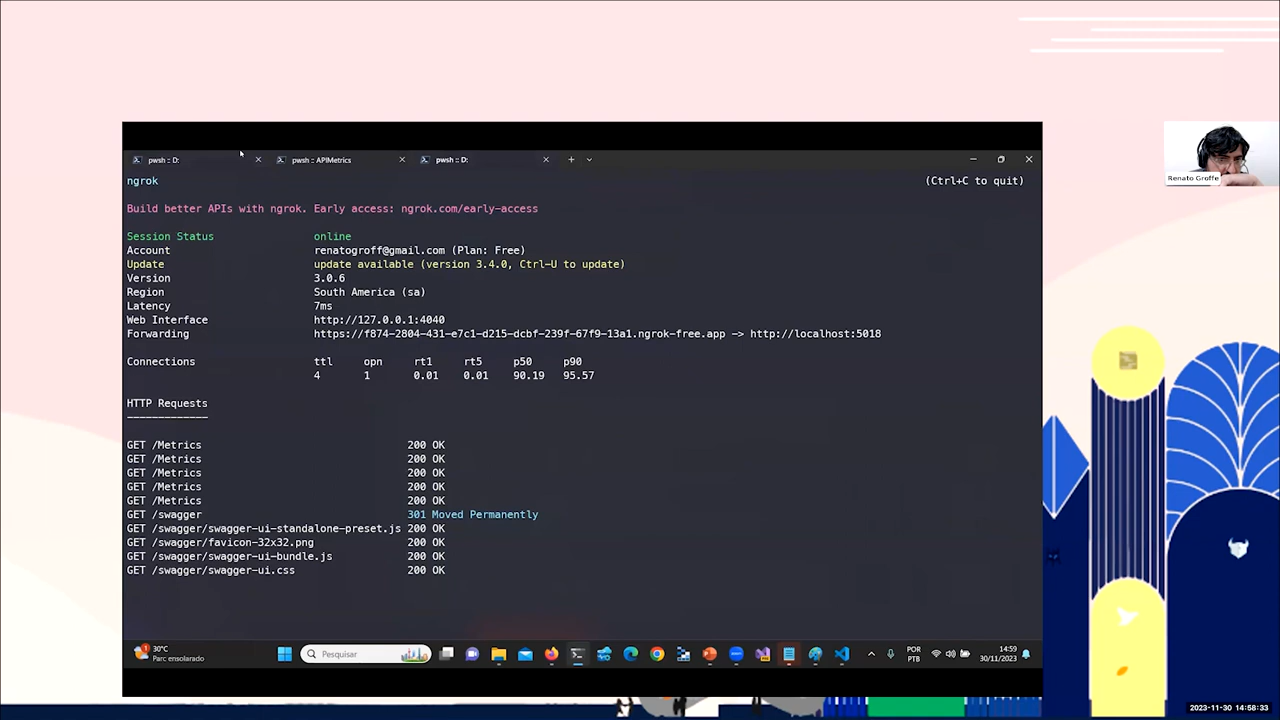 pwsh :: D:
pwsh :: APIMetrics
pwsh :: D:
ngrok (Ctrl+C to quit)
Build better APIs with ngrok. Early access: ngrok.com/early-access
Session Status online
Account renatogroff@gmail.com (Plan: Free)
Update update available (version 3.4.0, Ctrl-U to update)
Version 3.0.6
Region South America (sa)
Latency 7ms
Web Interface http://127.0.0.1:4040
Forwarding https://f874-2804-431-e7c1-d215-dcbf-239f-67f9-13a1.ngrok-free.app -> http://localhost:5018
Connections ttl opn rt1 rt5 p50 p90
4 1 0.01 0.01 90.19 95.57
HTTP Requests
-------------
GET /Metrics 200 OK
GET /Metrics 200 OK
GET /Metrics 200 OK
GET /Metrics 200 OK
GET /Metrics 200 OK
GET /swagger 301 Moved Permanently
GET /swagger/swagger-ui-standalone-preset.js 200 OK
GET /swagger/favicon-32x32.png 200 OK
GET /swagger/swagger-ui-bundle.js 200 OK
GET /swagger/swagger-ui.css 200 OK
Renato Groffe
1
30°C
Parc ensolarado
Pesquisar
POR
PTB
14:59
30/11/2023
2023-11-30 14:58:33